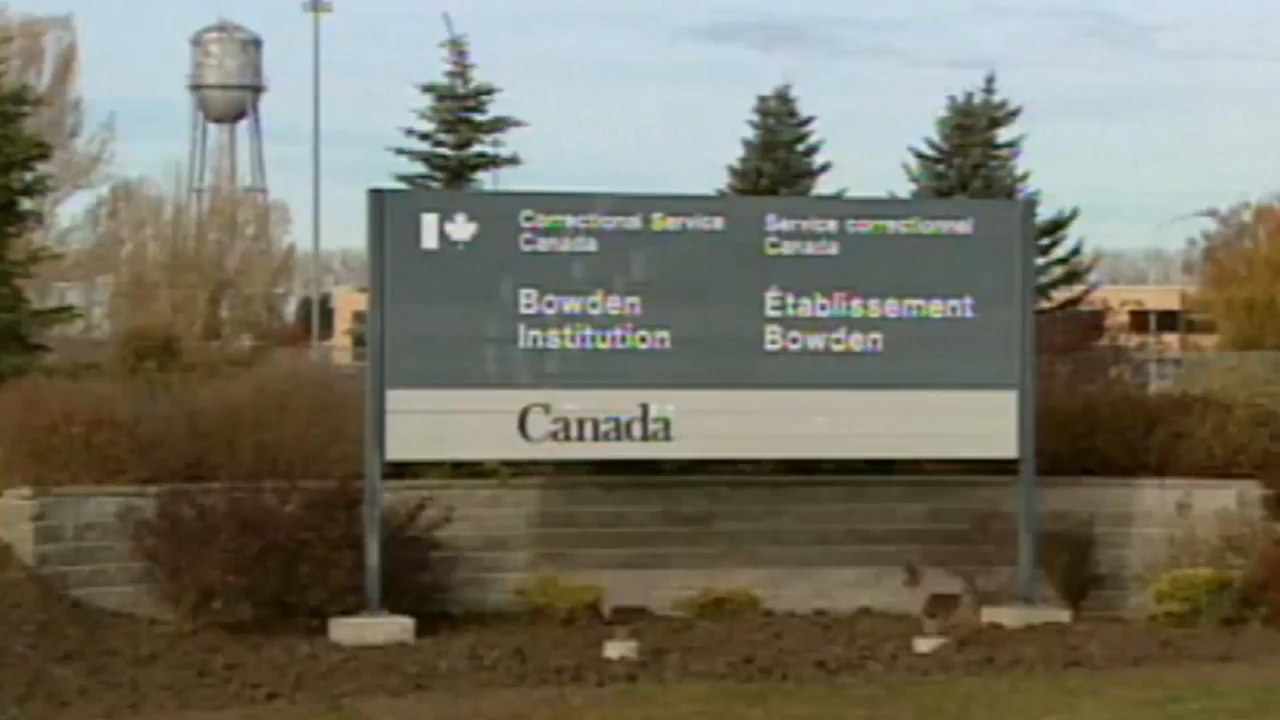 Correctional Service
Canada
Service correctionnel
Canada
Bowden
Institution
Établissement
Bowden
Canada